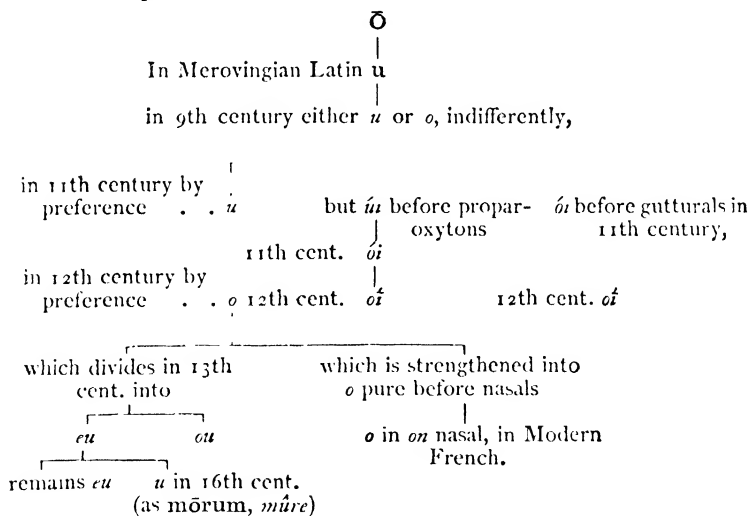 Ō
In Merovingian Latin u
in 9th century either u or o, indifferently,
in 11th century by
preference . . u
but úi before propar-
oxytons
ói before gutturals in
11th century,
11th cent. ói
in 12th century by
preference . . o
12th cent. oí
12th cent. oí
which divides in 13th
cent. into
which is strengthened into
o pure before nasals
eu
ou
o in on nasal, in Modern
French.
remains eu
u in 16th cent.
(as mōrum, mûre)